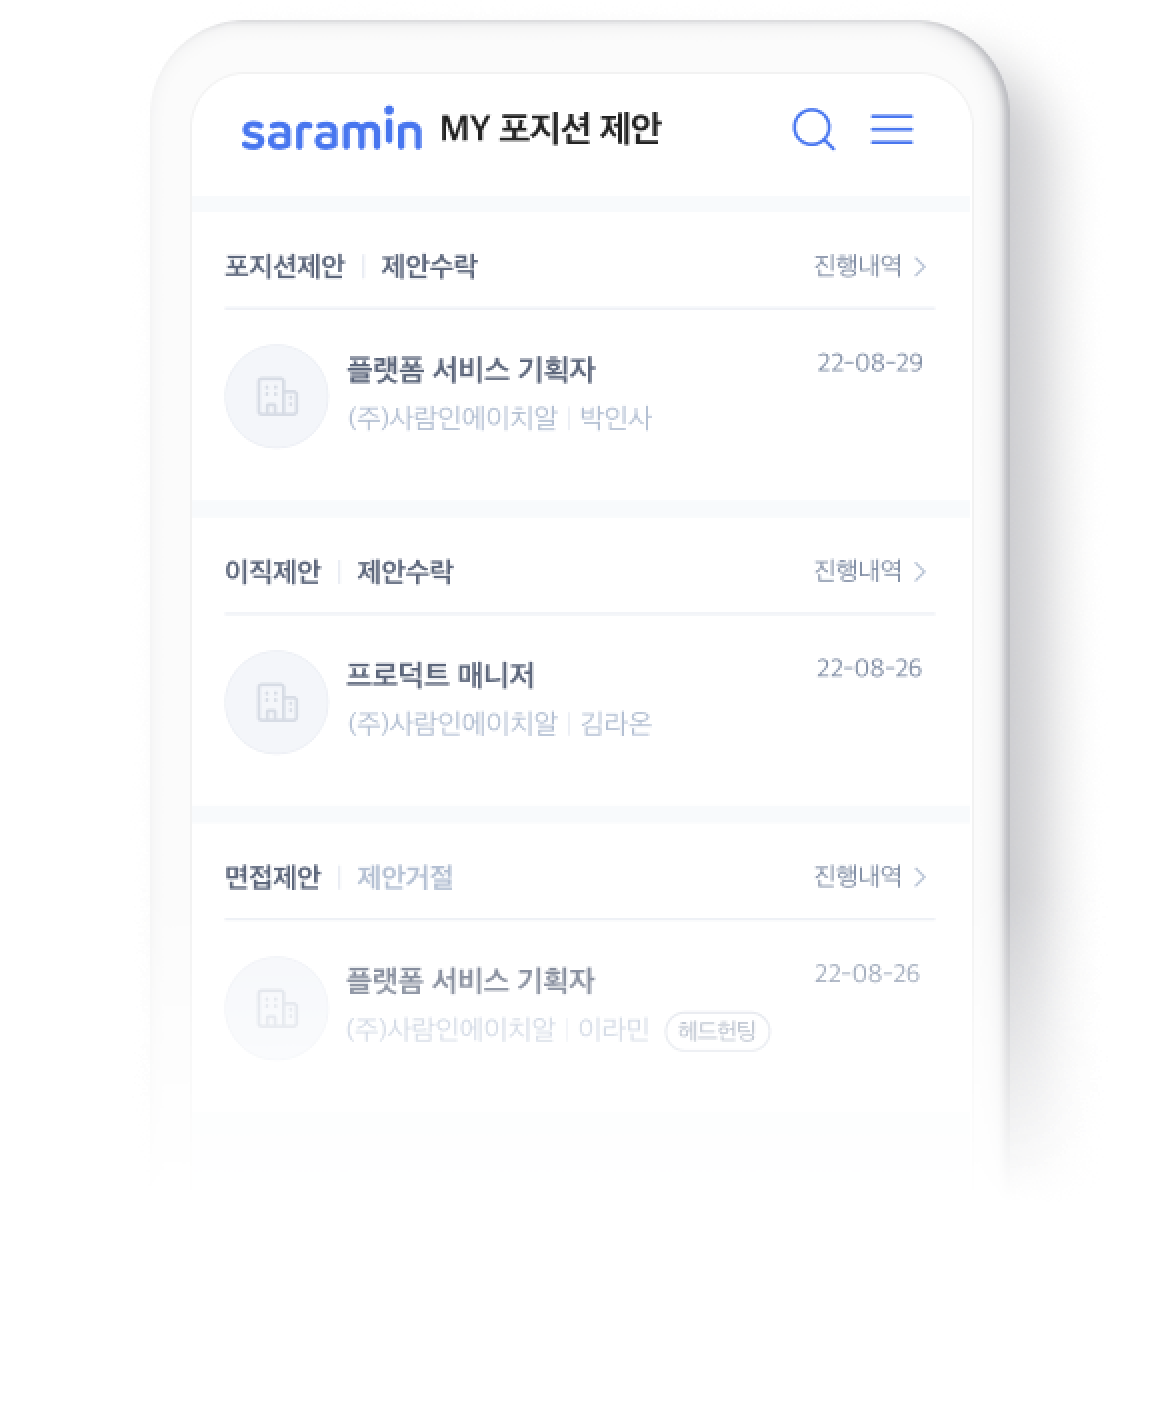 saramin MY 포지션 제안
포지션제안 | 제안수락 진행내역 >
플랫폼 서비스 기획자 22-08-29
(주)사람인에이치알 | 박인사
이직제안 | 제안수락 진행내역 >
프로덕트 매니저 22-08-26
(주)사람인에이치알 | 김라온
면접제안 | 제안거절 진행내역 >
플랫폼 서비스 기획자 22-08-26
(주)사람인에이치알 | 이라민 헤드헌팅